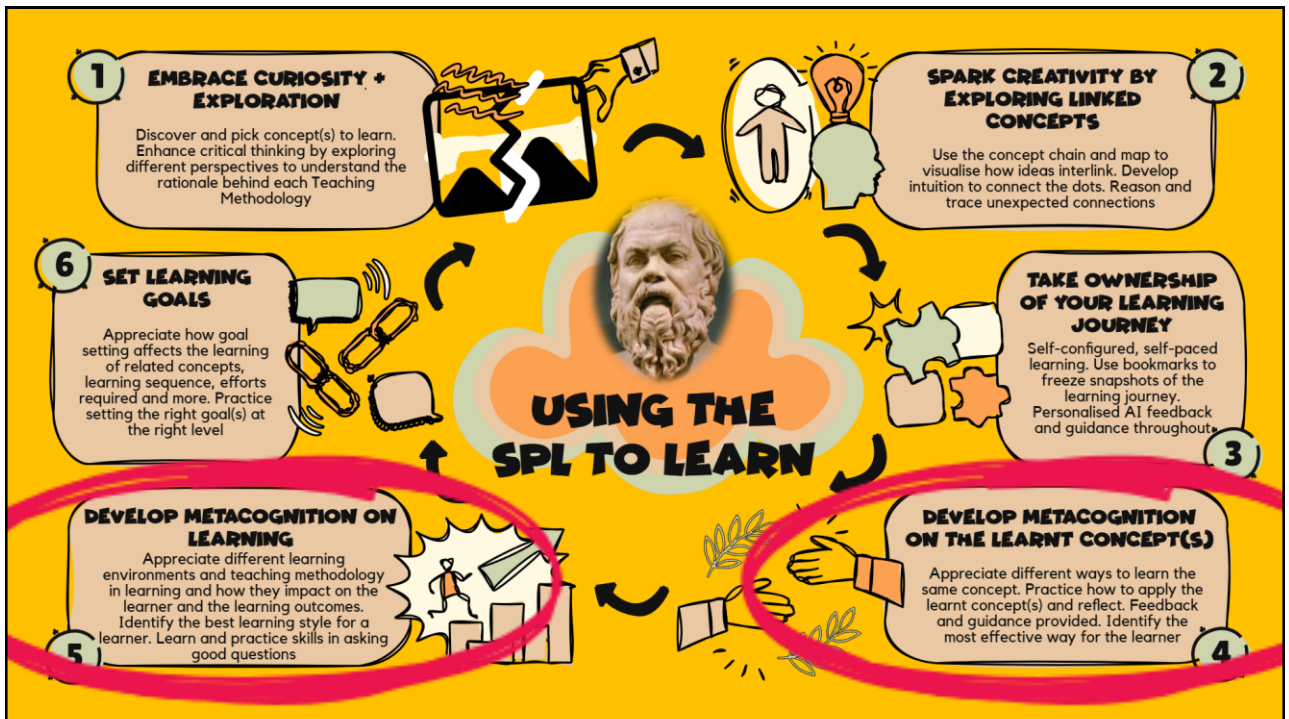 USING THE
SPL TO LEARN
1
EMBRACE CURIOSITY +
EXPLORATION
Discover and pick concept(s) to learn.
Enhance critical thinking by exploring
different perspectives to understand the
rationale behind each Teaching
Methodology
2
SPARK CREATIVITY BY
EXPLORING LINKED
CONCEPTS
Use the concept chain and map to
visualise how ideas interlink. Develop
intuition to connect the dots. Reason and
trace unexpected connections
TAKE OWNERSHIP
OF YOUR LEARNING
JOURNEY
Self-configured, self-paced
learning. Use bookmarks to
freeze snapshots of the
learning journey.
Personalised AI feedback
and guidance throughout.
3
DEVELOP METACOGNITION
ON THE LEARNT CONCEPT(S)
Appreciate different ways to learn the
same concept. Practice how to apply the
learnt concept(s) and reflect. Feedback
and guidance provided. Identify the
most effective way for the learner
4
DEVELOP METACOGNITION ON
LEARNING
Appreciate different learning
environments and teaching methodology
in learning and how they impact on the
learner and the learning outcomes.
Identify the best learning style for a
learner. Learn and practice skills in asking
good questions
5
6
SET LEARNING
GOALS
Appreciate how goal
setting affects the learning
of related concepts,
learning sequence, efforts
required and more. Practice
setting the right goal(s) at
the right level